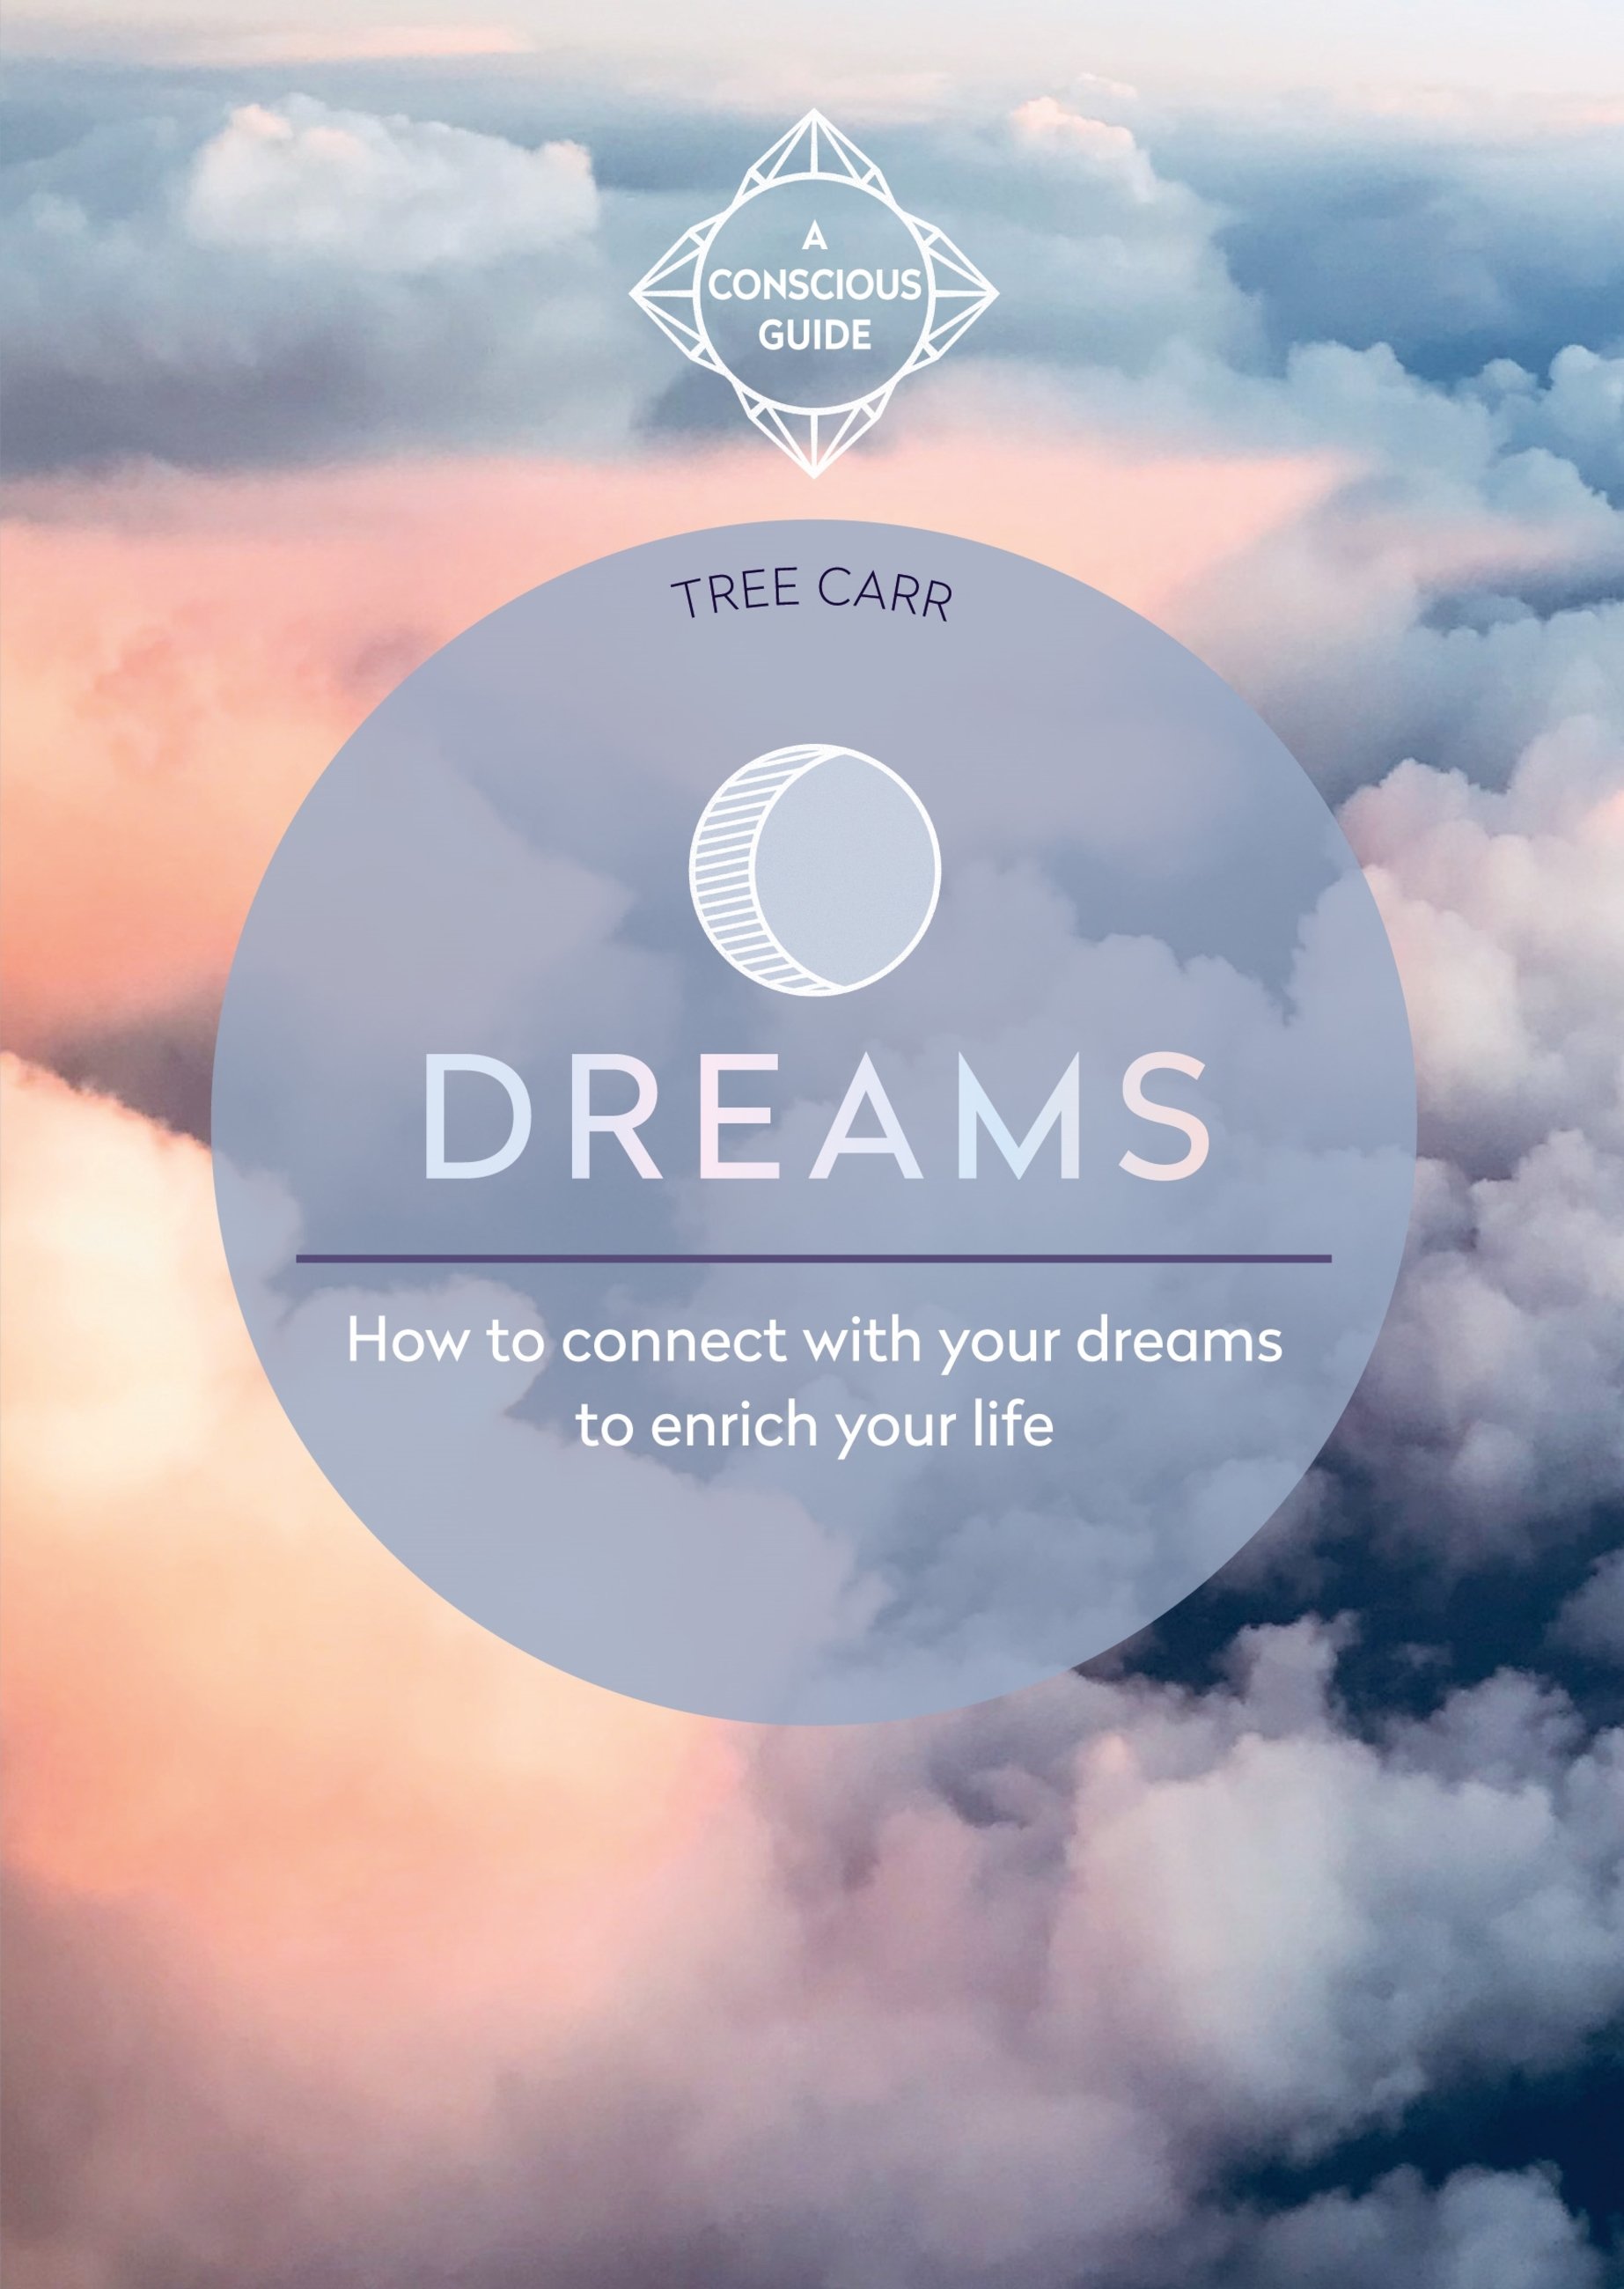 A
CONSCIOUS
GUIDE
TREE CARR
DREAMS
How to connect with your dreams
to enrich your life